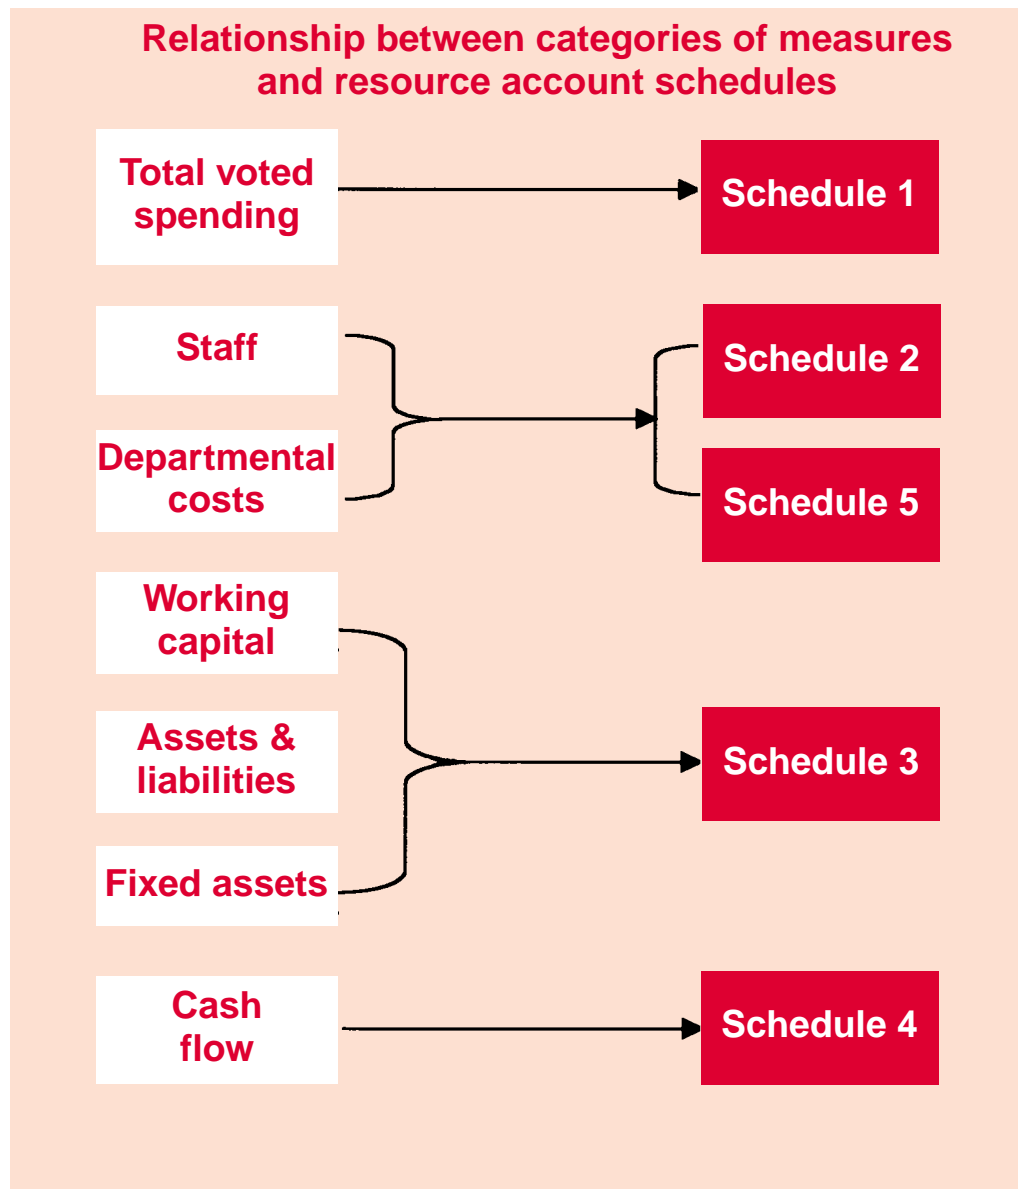 Relationship between categories of measures
and resource account schedules
Total voted
spending
Schedule 1
Staff
Departmental
costs
Schedule 2
Schedule 5
Working
capital
Assets &
liabilities
Fixed assets
Schedule 3
Cash
flow
Schedule 4